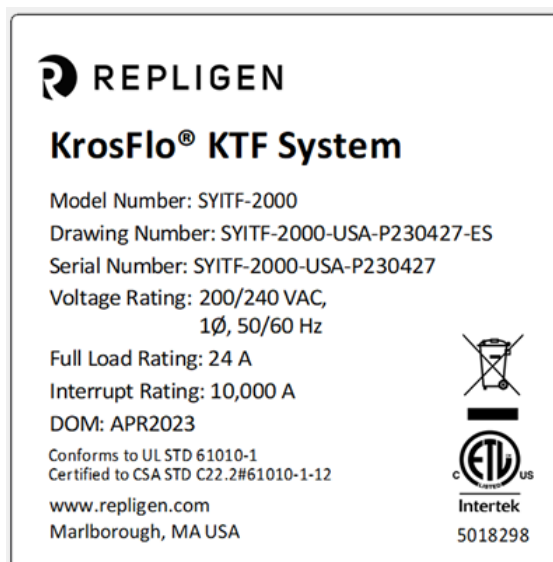 REPLIGEN
KrosFlo® KTF System
Model Number: SYITF-2000
Drawing Number: SYITF-2000-USA-P230427-ES
Serial Number: SYITF-2000-USA-P230427
Voltage Rating: 200/240 VAC,
1Ø, 50/60 Hz
Full Load Rating: 24 A
Interrupt Rating: 10,000 A
DOM: APR2023
Conforms to UL STD 61010-1
Certified to CSA STD C22.2#61010-1-12
www.repligen.com
Marlborough, MA USA
C ETL US
LISTED
Intertek
5018298